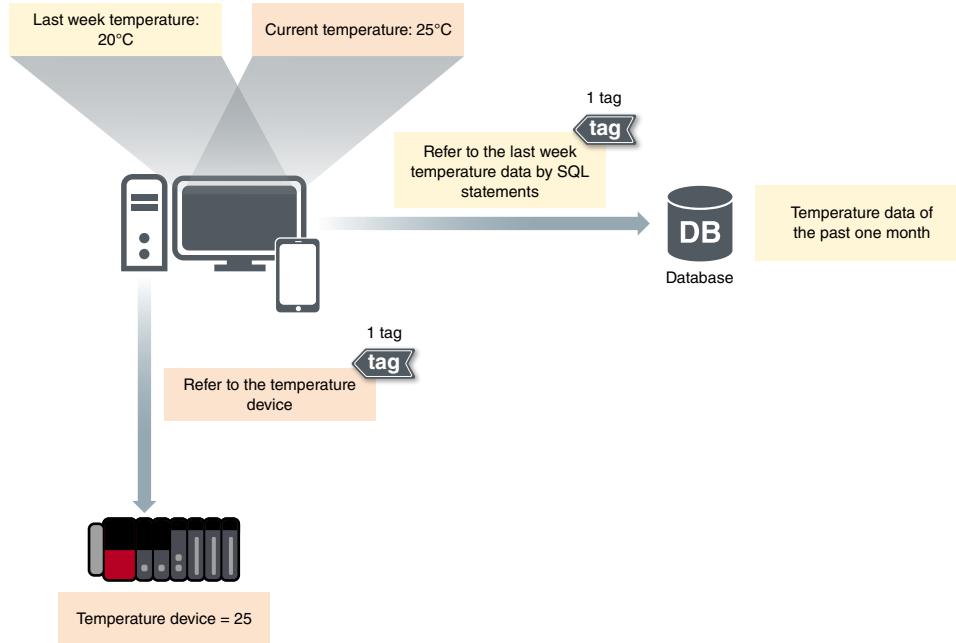 Last week temperature:
20°C
Current temperature: 25°C
1 tag
tag
Refer to the last week
temperature data by SQL
statements
DB
Database
Temperature data of
the past one month
1 tag
tag
Refer to the temperature
device
Temperature device = 25